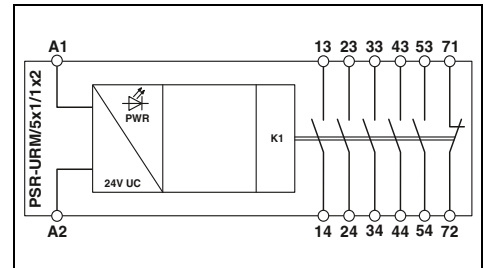 A1 13 23 33 43 53 71
PSR-URM/5x1/1x2
PWR
K1
24V UC
A2 14 24 34 44 54 72